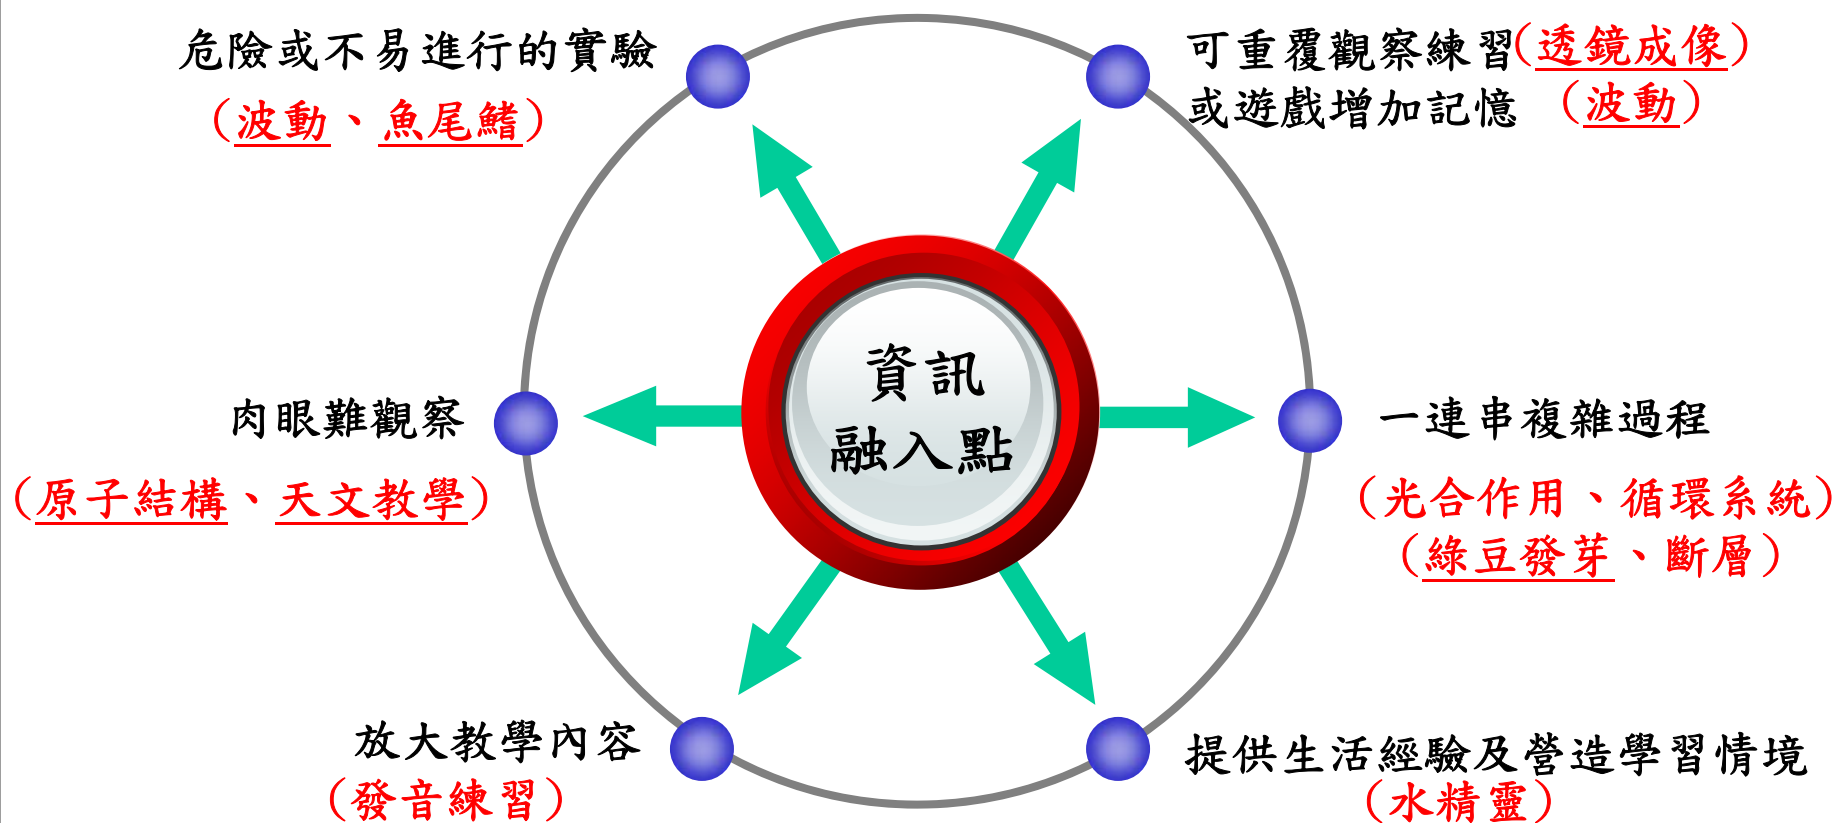 危險或不易進行的實驗
（波動、魚尾鰭）
可重覆觀察練習（透鏡成像）
或遊戲增加記憶（波動）
資訊
融入點
肉眼難觀察
（原子結構、天文教學）
一連串複雜過程
（光合作用、循環系統）
（綠豆發芽、斷層）
放大教學內容
（發音練習）
提供生活經驗及營造學習情境
（水精靈）